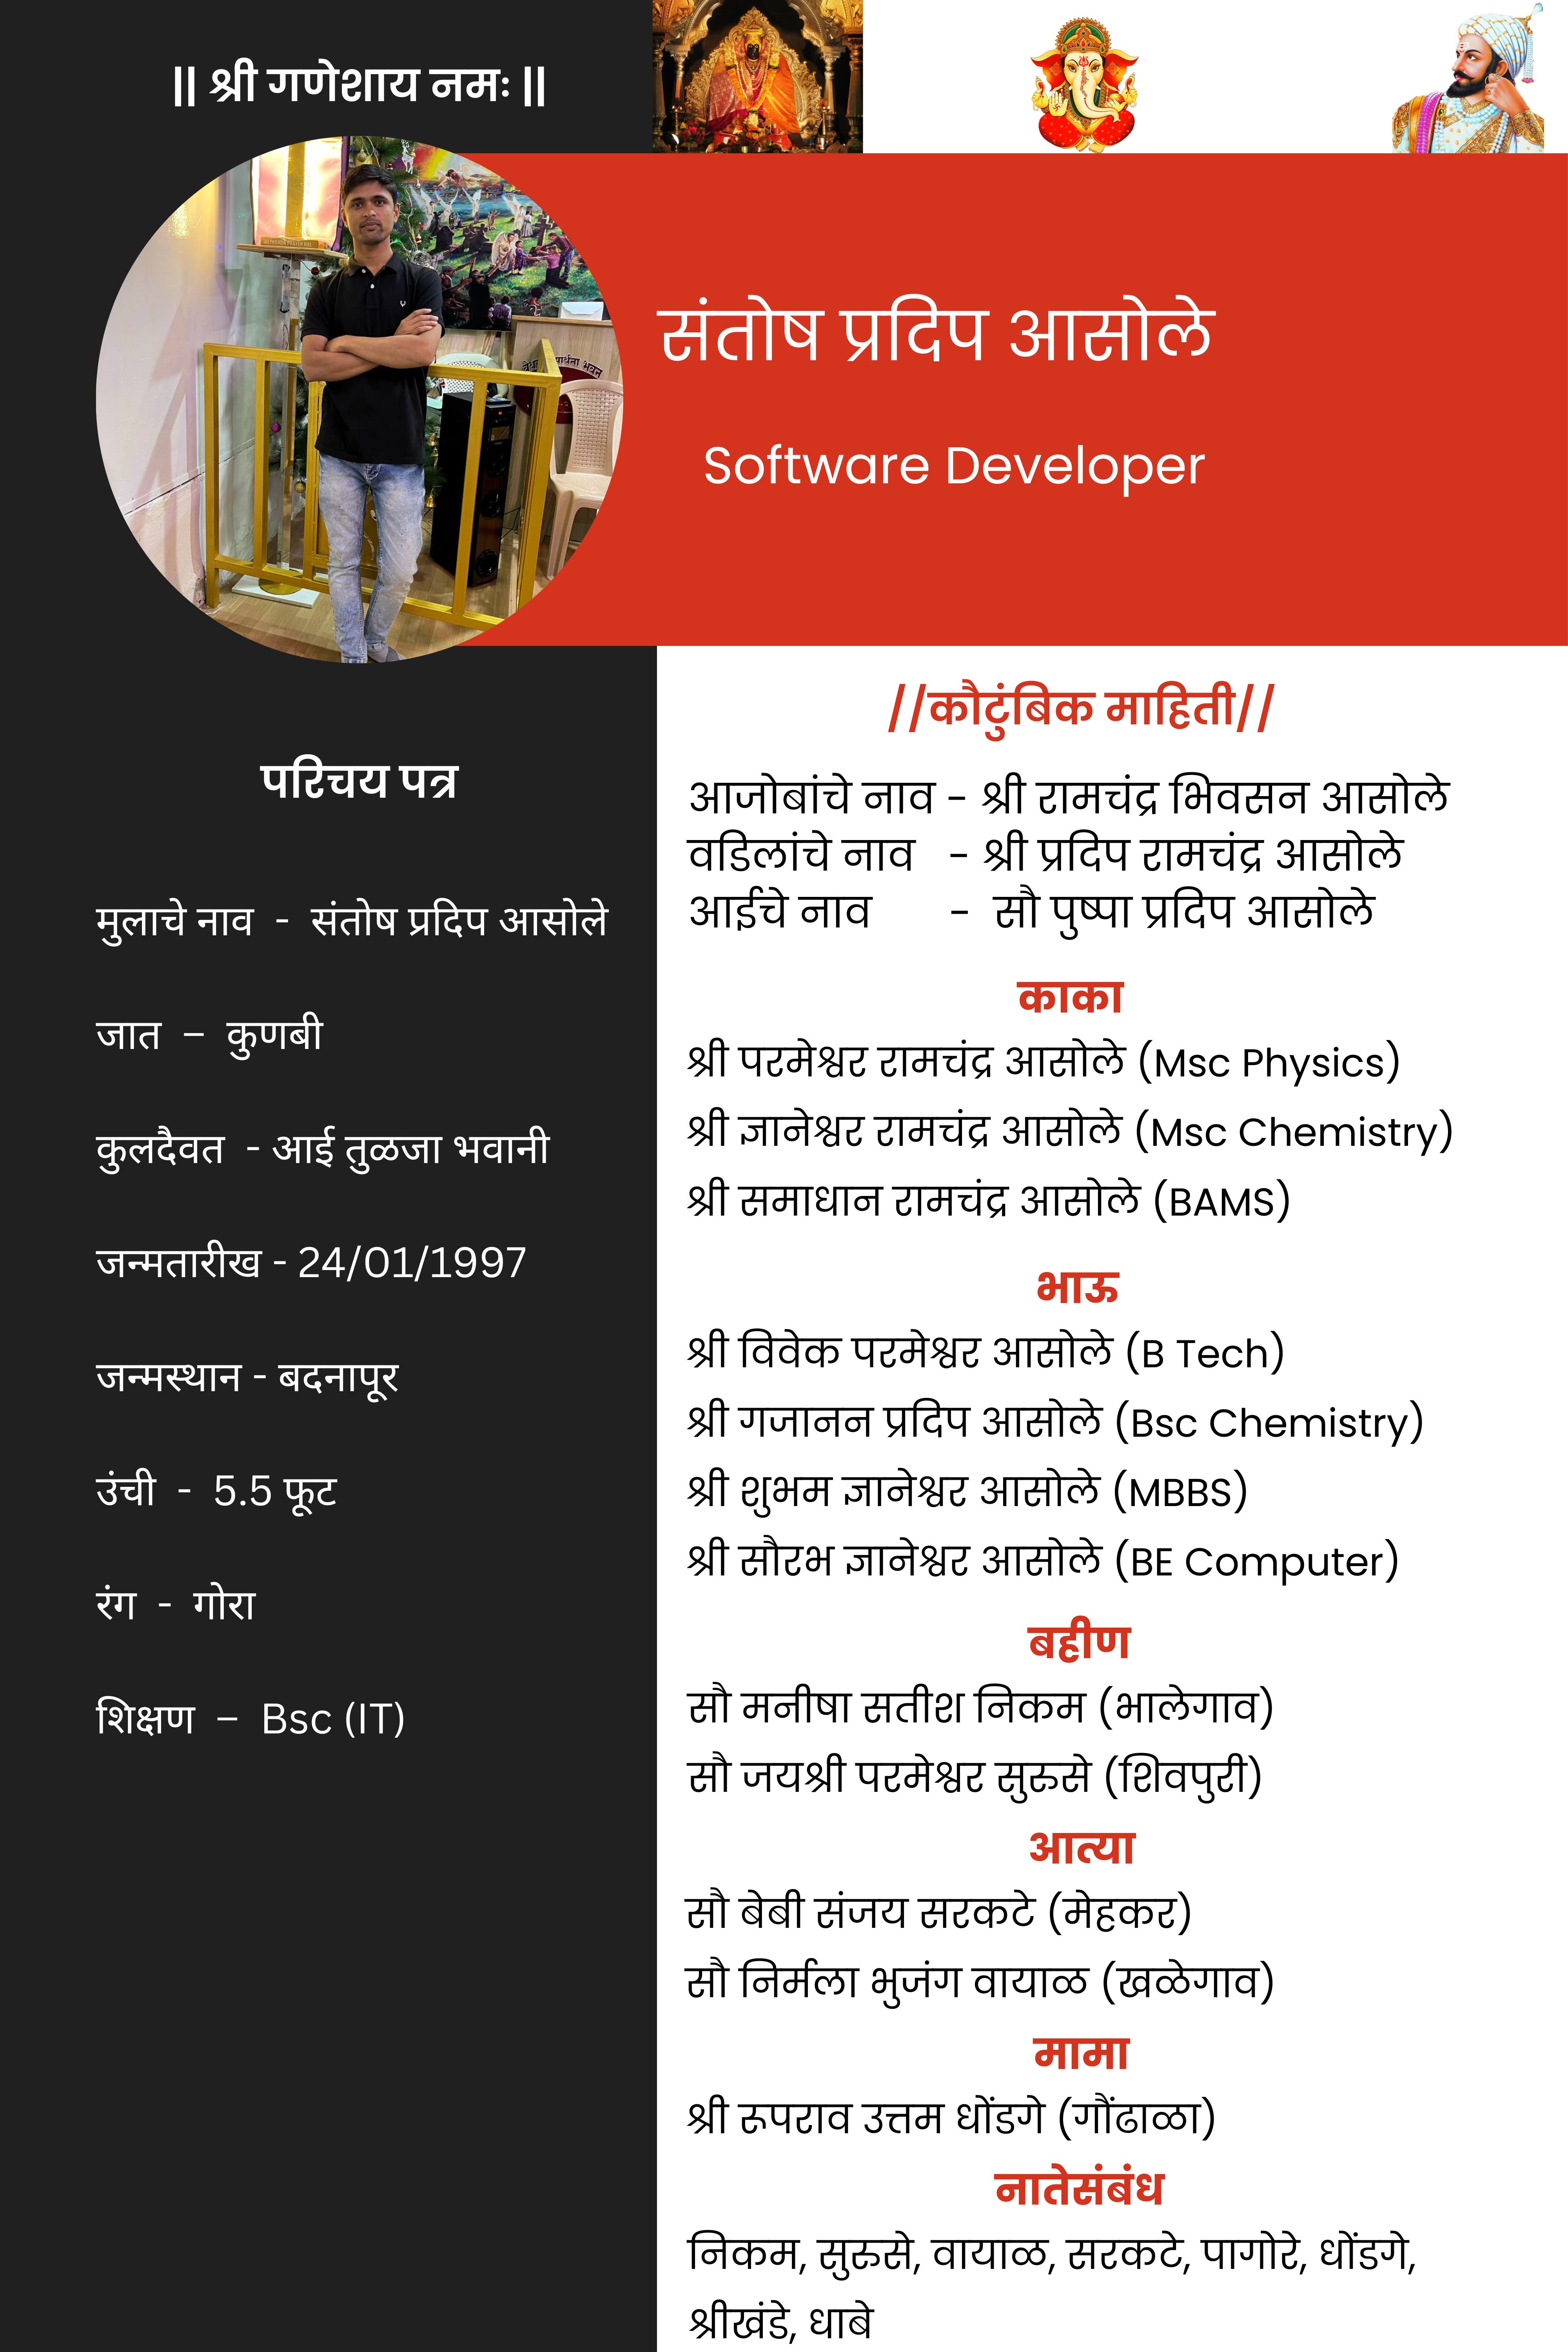 || श्री गणेशाय नमः ||
संतोष प्रदिप आसोले
Software Developer
परिचय पत्र
मुलाचे नाव - संतोष प्रदिप आसोले
जात – कुणबी
कुलदैवत - आई तुळजा भवानी
जन्मतारीख - 24/01/1997
जन्मस्थान - बदनापूर
उंची - 5.5 फूट
रंग - गोरा
शिक्षण – Bsc (IT)
//कौटुंबिक माहिती//
आजोबांचे नाव - श्री रामचंद्र भिवसन आसोले
वडिलांचे नाव - श्री प्रदिप रामचंद्र आसोले
आईचे नाव - सौ पुष्पा प्रदिप आसोले
काका
श्री परमेश्वर रामचंद्र आसोले (Msc Physics)
श्री ज्ञानेश्वर रामचंद्र आसोले (Msc Chemistry)
श्री समाधान रामचंद्र आसोले (BAMS)
भाऊ
श्री विवेक परमेश्वर आसोले (B Tech)
श्री गजानन प्रदिप आसोले (Bsc Chemistry)
श्री शुभम ज्ञानेश्वर आसोले (MBBS)
श्री सौरभ ज्ञानेश्वर आसोले (BE Computer)
बहीण
सौ मनीषा सतीश निकम (भालेगाव)
सौ जयश्री परमेश्वर सुरुसे (शिवपुरी)
आत्या
सौ बेबी संजय सरकटे (मेहकर)
सौ निर्मला भुजंग वायाळ (खळेगाव)
मामा
श्री रूपराव उत्तम धोंडगे (गौंढाळा)
नातेसंबंध
निकम, सुरुसे, वायाळ, सरकटे, पागोरे, धोंडगे,
श्रीखंडे, धाबे